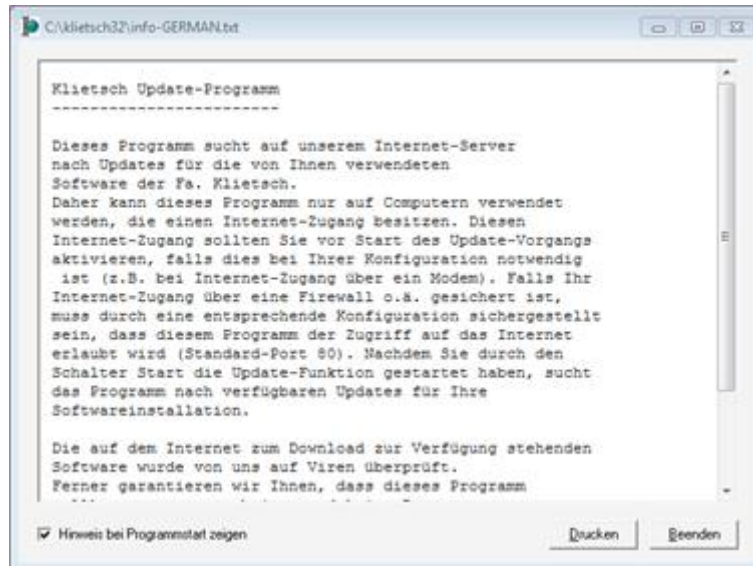 C:\klietsch32\info-GERMAN.txt
Klietsch Update-Programm
------------------------
Dieses Programm sucht auf unserem Internet-Server
nach Updates für die von Ihnen verwendeten
Software der Fa. Klietsch.
Daher kann dieses Programm nur auf Computern verwendet
werden, die einen Internet-Zugang besitzen. Diesen
Internet-Zugang sollten Sie vor Start des Update-Vorgangs
aktivieren, falls dies bei Ihrer Konfiguration notwendig
ist (z.B. bei Internet-Zugang über ein Modem). Falls Ihr
Internet-Zugang über eine Firewall o.ä. gesichert ist,
muss durch eine entsprechende Konfiguration sichergestellt
sein, dass diesem Programm der Zugriff auf das Internet
erlaubt wird (Standard-Port 80). Nachdem Sie durch den
Schalter Start die Update-Funktion gestartet haben, sucht
das Programm nach verfügbaren Updates für Ihre
Softwareinstallation.
Die auf dem Internet zum Download zur Verfügung stehenden
Software wurde von uns auf Viren überprüft.
Ferner garantieren wir Ihnen, dass dieses Programm
Hinweis bei Programmstart zeigen
Drucken
Beenden